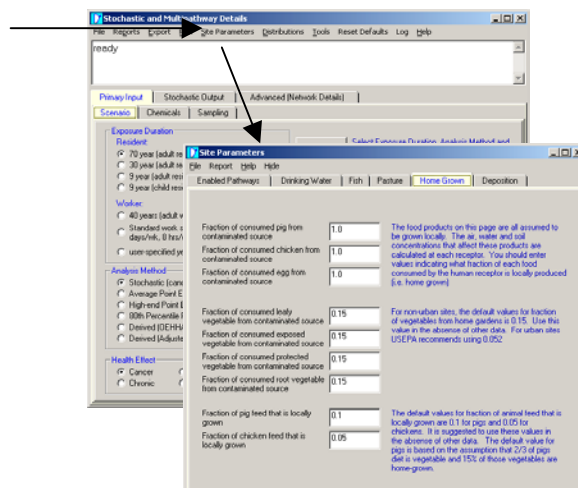 Stochastic and Multipathway Details
File Reports Export Site Parameters Distributions Tools Reset Defaults Log Help
ready
Primary Input Stochastic Output Advanced (Network Details)
Scenario Chemicals Sampling
Exposure Duration
Resident:
70 year (adult re
30 year (adult re
9 year (adult resi
9 year (child resi
Worker:
40 years (adult w
Standard work s
days/wk, 8 hrs/
user-specified ye
Analysis Method
Stochastic (canc
Average Point E
High-end Point E
80th Percentile P
Derived (OEHHA
Derived (Adjuste
Health Effect
Cancer
Chronic
Select Exposure Duration, Analysis Method and
Site Parameters
File Report Help Hide
Enabled Pathways Drinking Water Fish Pasture Home Grown Deposition
Fraction of consumed pig from
contaminated source
1.0
Fraction of consumed chicken from
contaminated source
1.0
Fraction of consumed egg from
contaminated source
1.0
The food products on this page are all assumed to
be grown locally. The air, water and soil
concentrations that affect these products are
calculated at each receptor. You should enter
values indicating what fraction of each food
consumed by the human receptor is locally produced
(i.e. home grown)
Fraction of consumed leafy
vegetable from contaminated source
0.15
Fraction of consumed exposed
vegetable from contaminated source
0.15
Fraction of consumed protected
vegetable from contaminated source
0.15
Fraction of consumed root vegetable
from contaminated source
0.15
For non-urban sites, the default values for fraction
of vegetables from home gardens is 0.15. Use this
value in the absense of other data. For urban sites
USEPA recommends using 0.052
Fraction of pig feed that is locally
grown
0.1
Fraction of chicken feed that is
locally grown
0.05
The default values for fraction of animal feed that is
locally grown are 0.1 for pigs and 0.05 for
chickens. It is suggested to use these values in
the absense of other data. The default value for
pigs is based on the assumption that 2/3 of pigs
diet is vegetable and 15% of those vegetables are
home-grown.